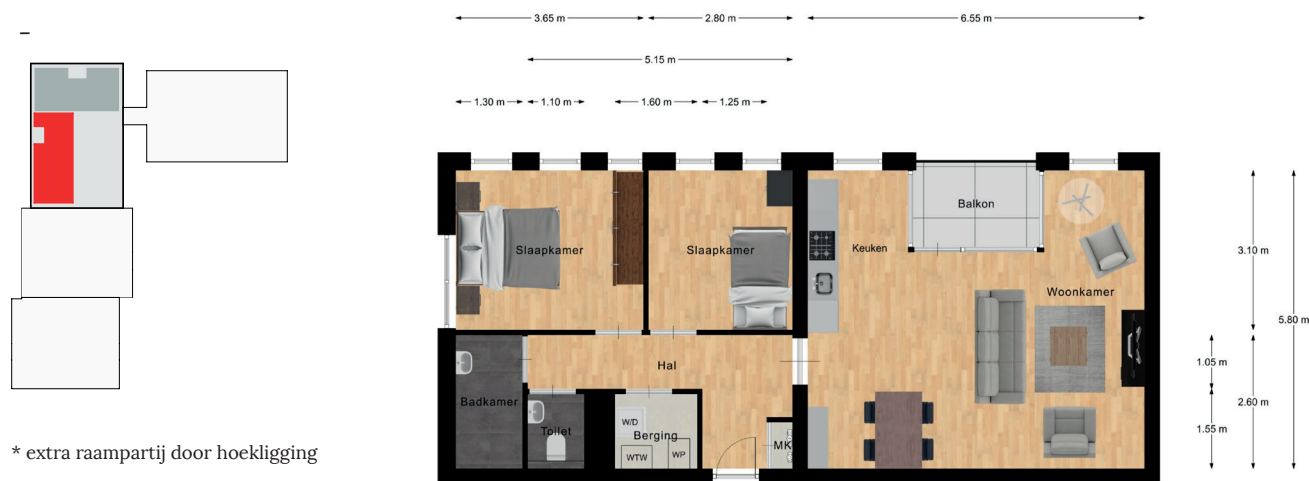 3.65 m 2.80 m 6.55 m
5.15 m
1.30 m 1.10 m 1.60 m 1.25 m
Balkon
Slaapkamer Slaapkamer Keuken
3.10 m
Woonkamer
5.80 m
Hal
1.05 m
Badkamer
2.60 m
W/D
Toilet Berging
1.55 m
MK
WTW WP
* extra raampartij door hoekligging